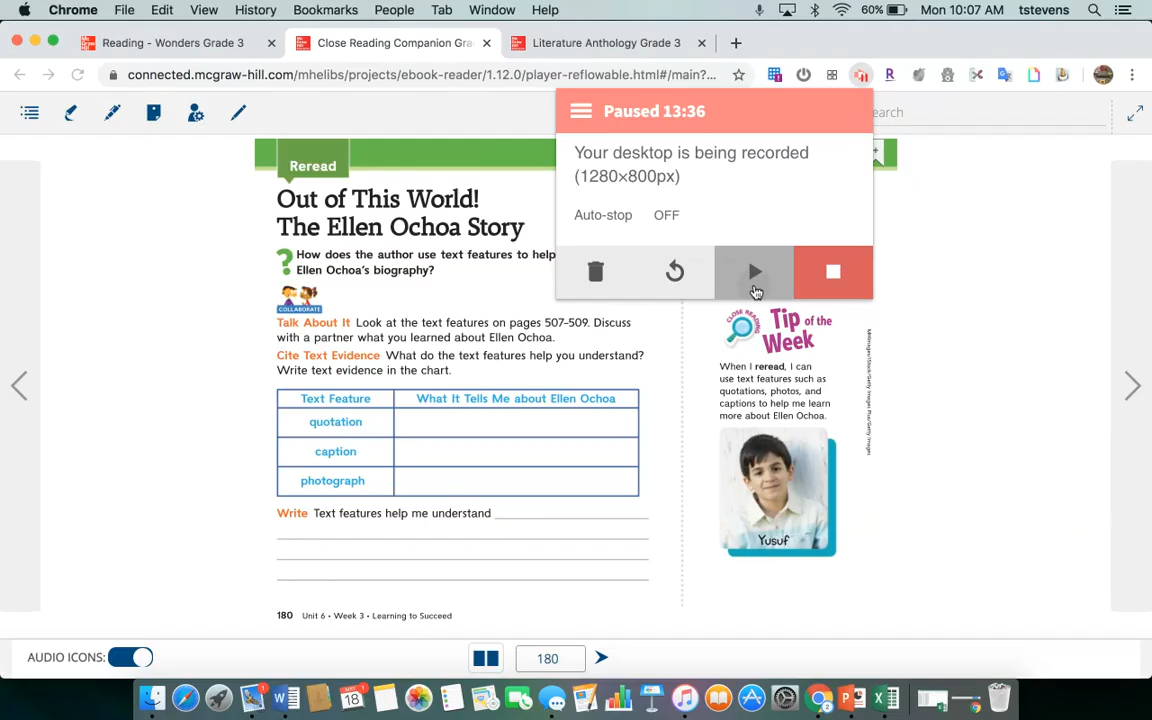 Chrome File Edit View History Bookmarks People Tab Window Help 60% Mon 10:07 AM tstevens
Reading - Wonders Grade 3
Close Reading Companion Gra
Literature Anthology Grade 3
connected.mcgraw-hill.com/mhelibs/projects/ebook-reader/1.12.0/player-reflowable.html#/main?...
Paused 13:36
earch
Your desktop is being recorded
(1280×800px)
Auto-stop OFF
Reread
Out of This World!
The Ellen Ochoa Story
? How does the author use text features to help
Ellen Ochoa's biography?
COLLABORATE
Talk About It Look at the text features on pages 507–509. Discuss
with a partner what you learned about Ellen Ochoa.
Cite Text Evidence What do the text features help you understand?
Write text evidence in the chart.
Text Feature What It Tells Me about Ellen Ochoa
quotation
caption
photograph
Write Text features help me understand
180 Unit 6 • Week 3 • Learning to Succeed
CLOSE READING
Tip of the
Week
When I reread, I can
use text features such as
quotations, photos, and
captions to help me learn
more about Ellen Ochoa.
Yusuf
AUDIO ICONS:
180
18